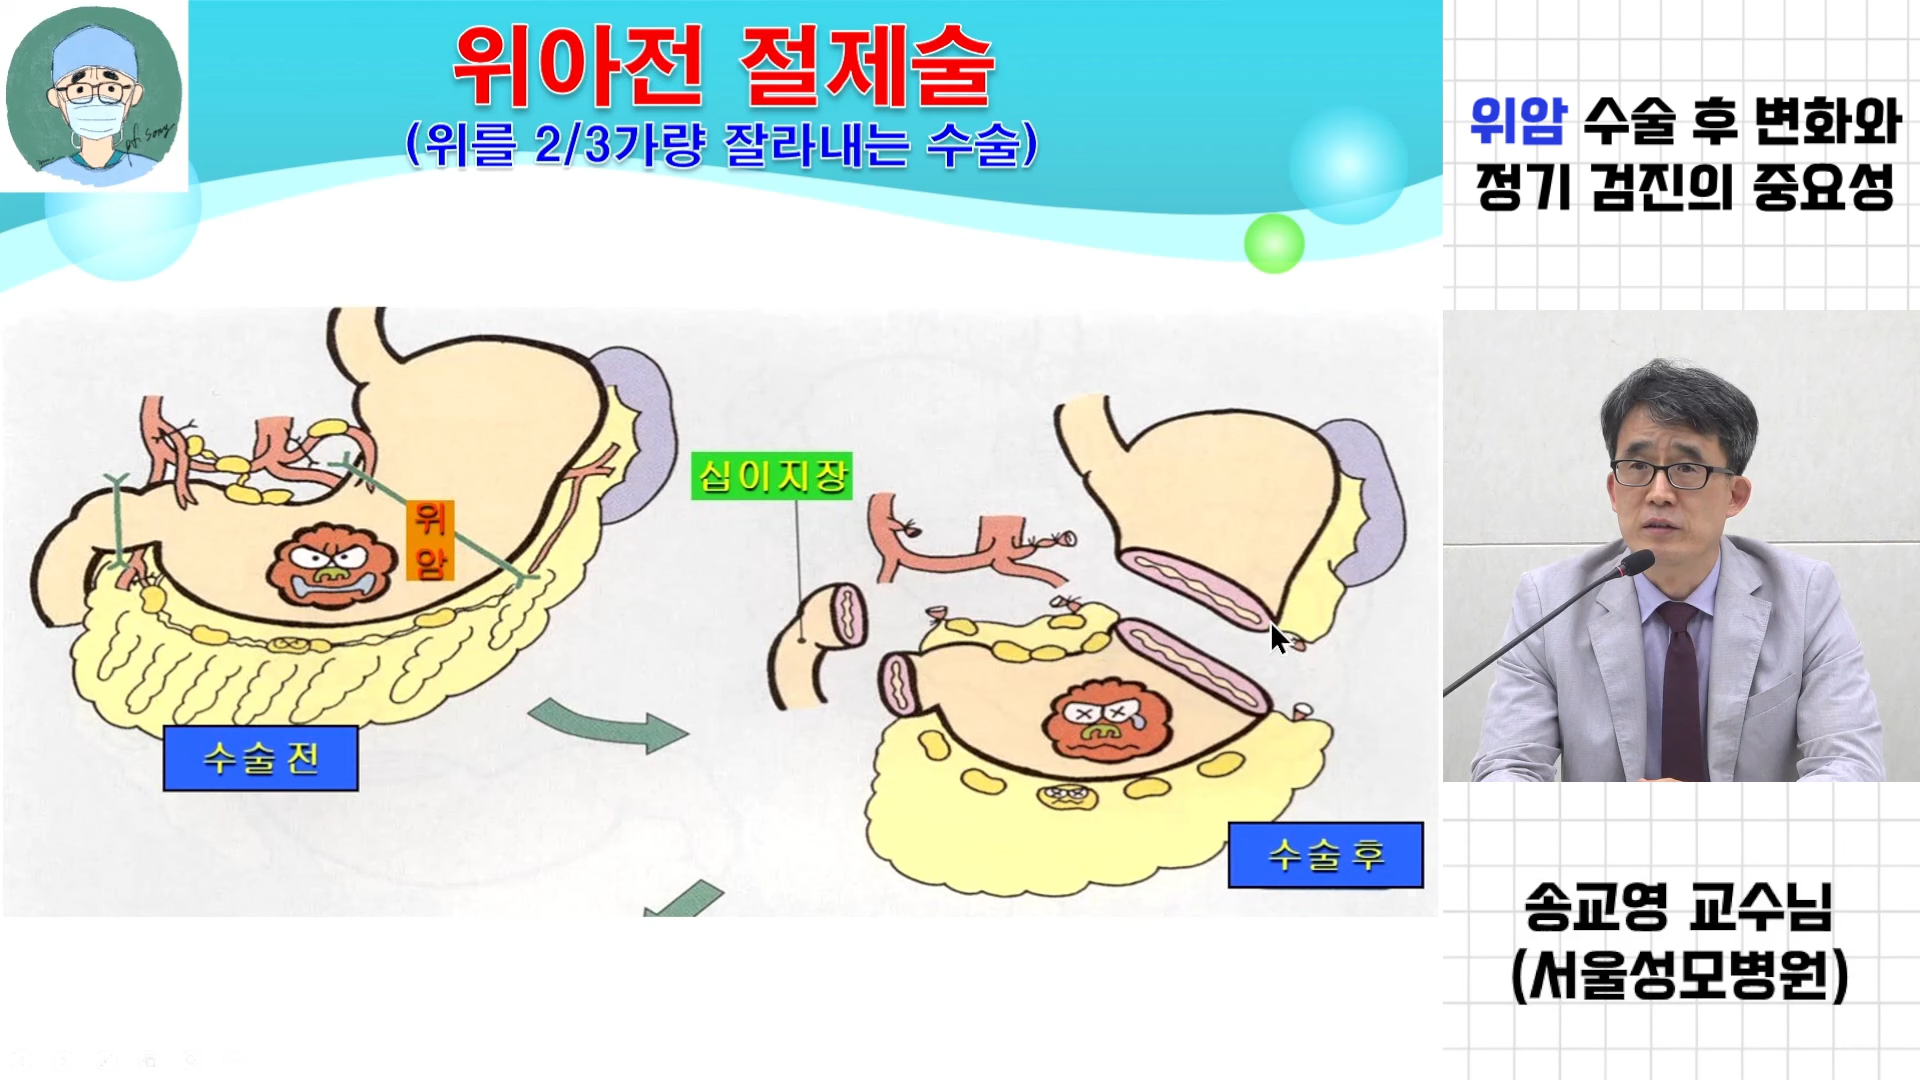 위아전 절제술
(위를 2/3가량 잘라내는 수술)
위암 수술 후 변화와
정기 검진의 중요성
십이지장
위
암
수술 전
수술 후
송교영 교수님
(서울성모병원)